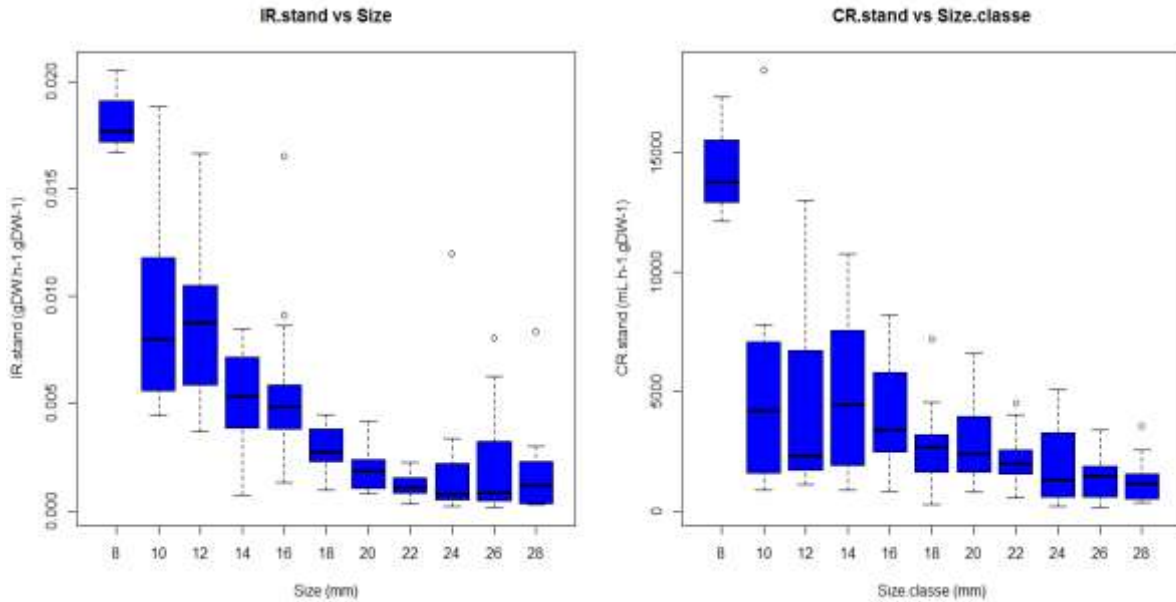 IR.stand vs Size
IR.stand (gDW.h-1.gDW-1)
0.020
0.015
0.010
0.005
0.000
8 10 12 14 16 18 20 22 24 26 28
Size (mm)
CR.stand vs Size.classe
CR.stand (mL.h-1.gDW-1)
15000
10000
5000
0
8 10 12 14 16 18 20 22 24 26 28
Size.classe (mm)